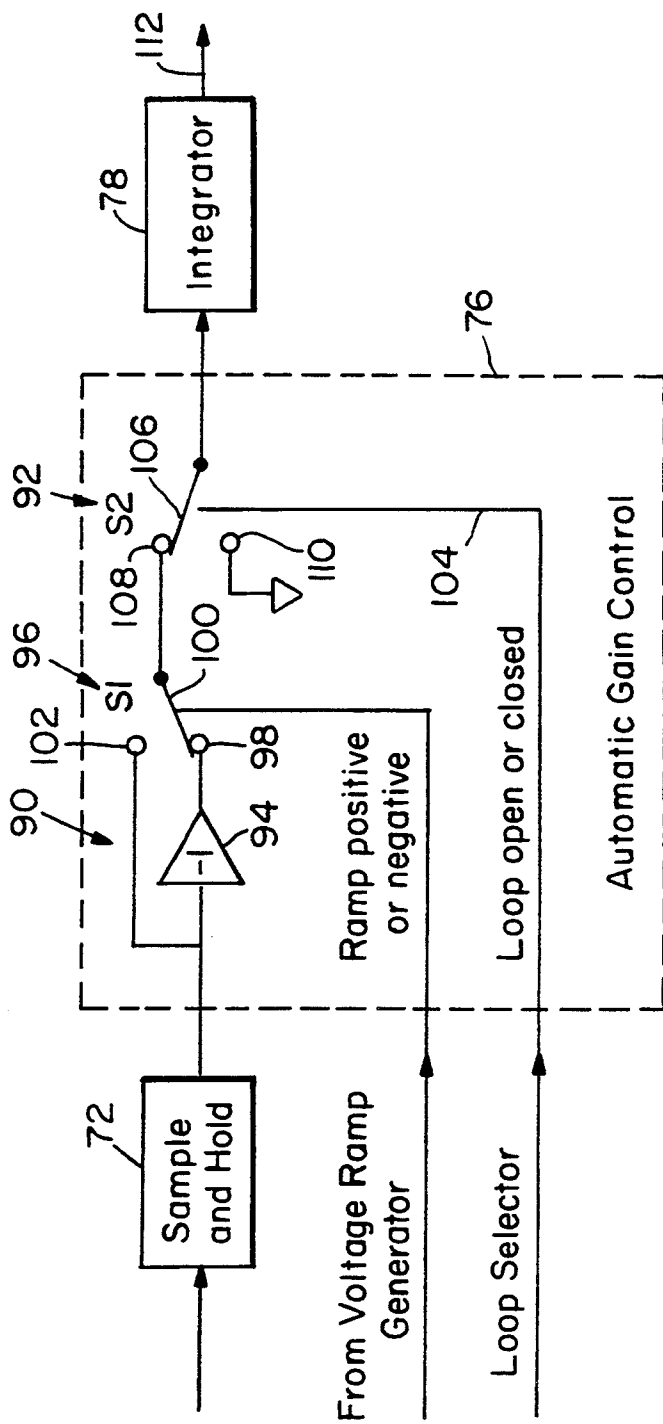 92
96
90
102
S1
S2
112
78
Integrator
72
Sample
and Hold
-1
94
98
100
108
106
110
104
76
From Voltage Ramp
Generator
Ramp positive
or negative
Loop Selector
Loop open or closed
Automatic Gain Control